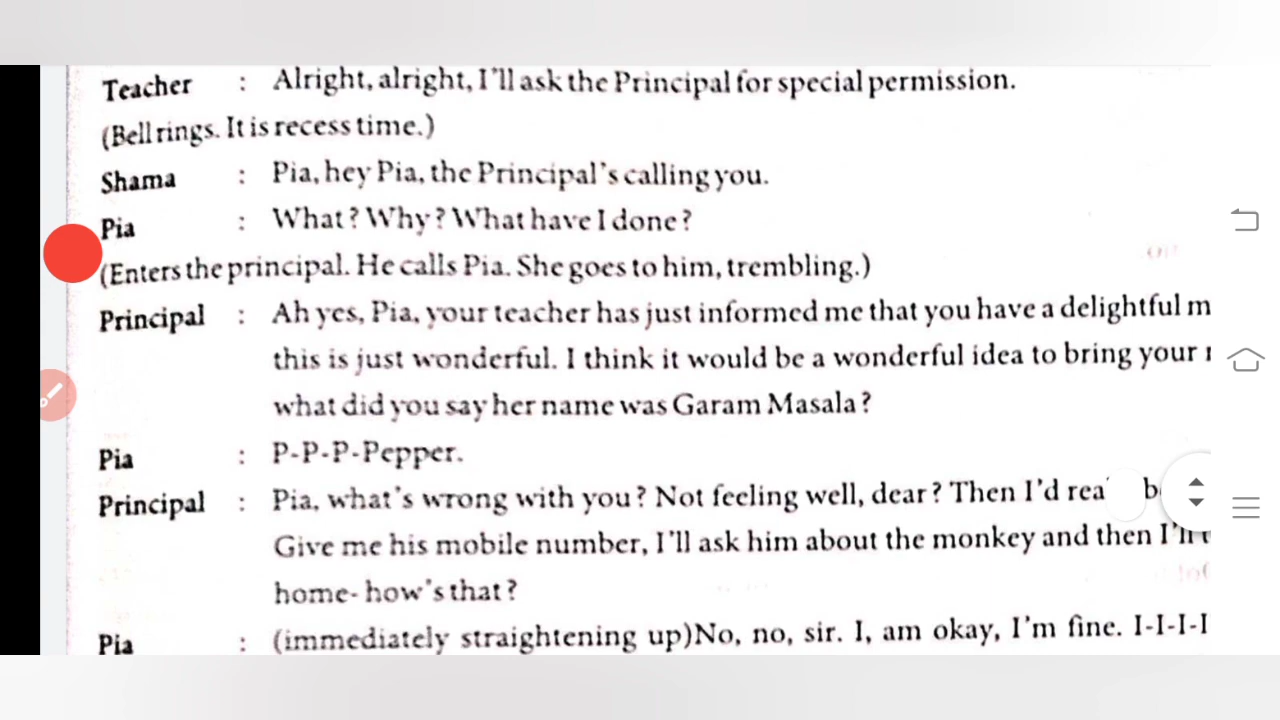 Teacher : Alright, alright, I'll ask the Principal for special permission.
(Bell rings. It is recess time.)
Shama : Pia, hey Pia, the Principal's calling you.
Pia : What? Why? What have I done?
(Enters the principal. He calls Pia. She goes to him, trembling.)
Principal : Ah yes, Pia, your teacher has just informed me that you have a delightful m
this is just wonderful. I think it would be a wonderful idea to bring your
what did you say her name was Garam Masala?
Pia : P-P-P-Pepper.
Principal : Pia, what's wrong with you? Not feeling well, dear? Then I'd
Give me his mobile number, I'll ask him about the monkey and then I'll
home- how's that?
Pia : (immediately straightening up)No, no, sir. I, am okay, I'm fine. I-I-I-I